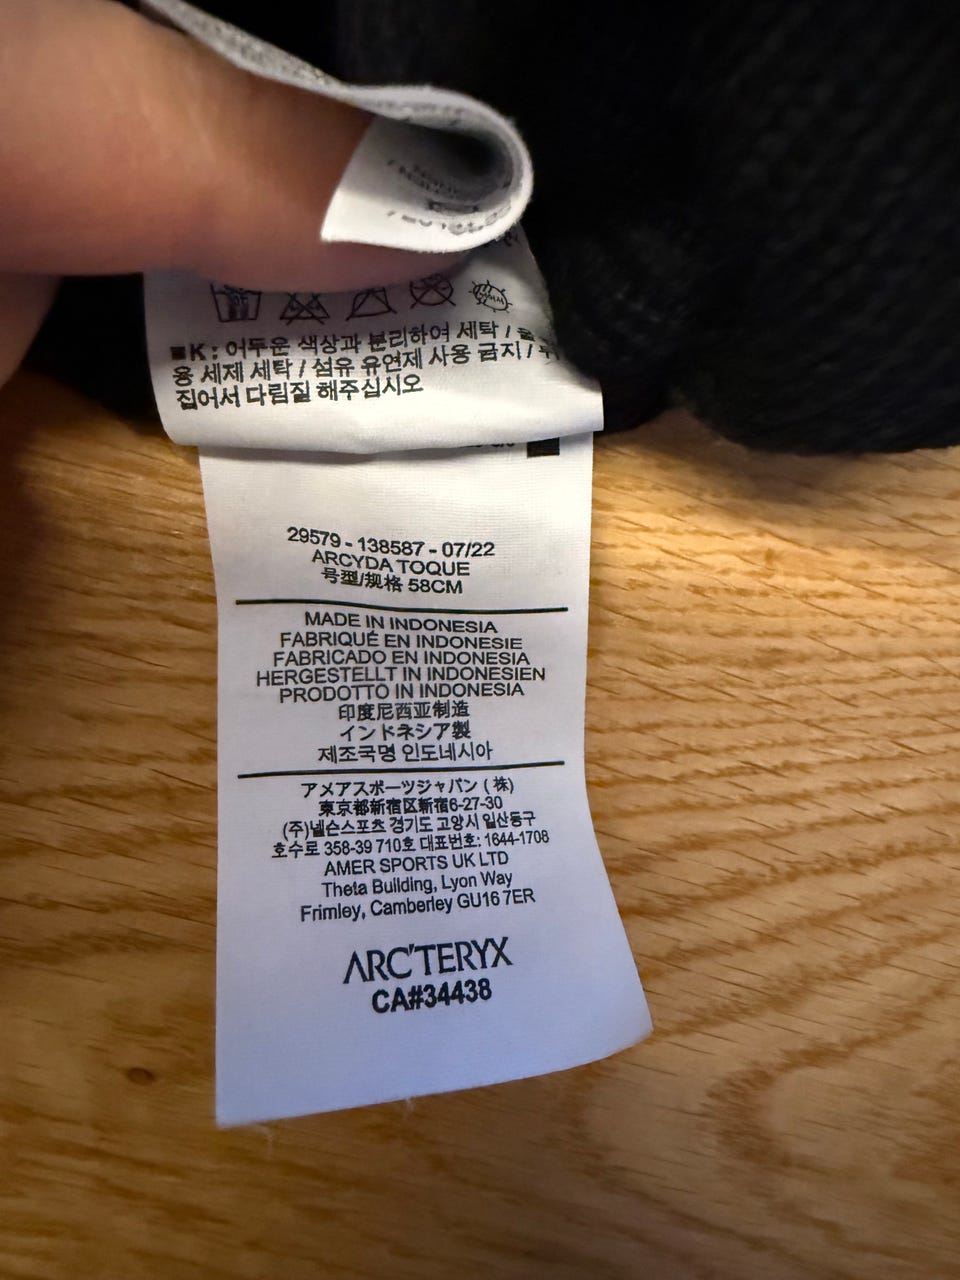 ■K : 어두운 색상과 분리하여 세탁 / 울
용 세제 세탁 / 섬유 유연제 사용 금지 / 뒤
집어서 다림질 해주십시오
29579 - 138587 - 07/22
ARCYDA TOQUE
号型/规格 58CM
MADE IN INDONESIA
FABRIQUÉ EN INDONESIE
FABRICADO EN INDONESIA
HERGESTELLT IN INDONESIEN
PRODOTTO IN INDONESIA
印度尼西亚制造
インドネシア製
제조국명 인도네시아
アメアスポーツジャパン (株)
東京都新宿区新宿6-27-30
(주)넬슨스포츠 경기도 고양시 일산동구
호수로 358-39 710호 대표번호: 1644-1708
AMER SPORTS UK LTD
Theta Building, Lyon Way
Frimley, Camberley GU16 7ER
ARC'TERYX
CA#34438